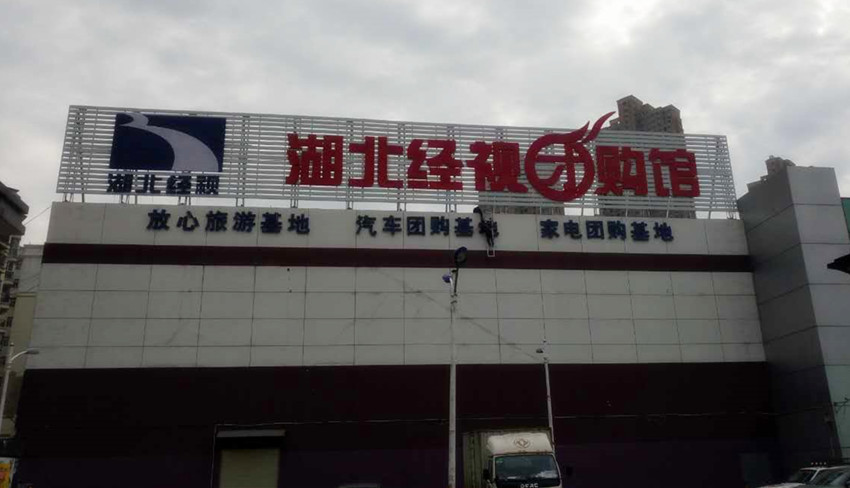 湖北经视团购馆
湖北经视
放心旅游基地 汽车团购基地 家电团购基地